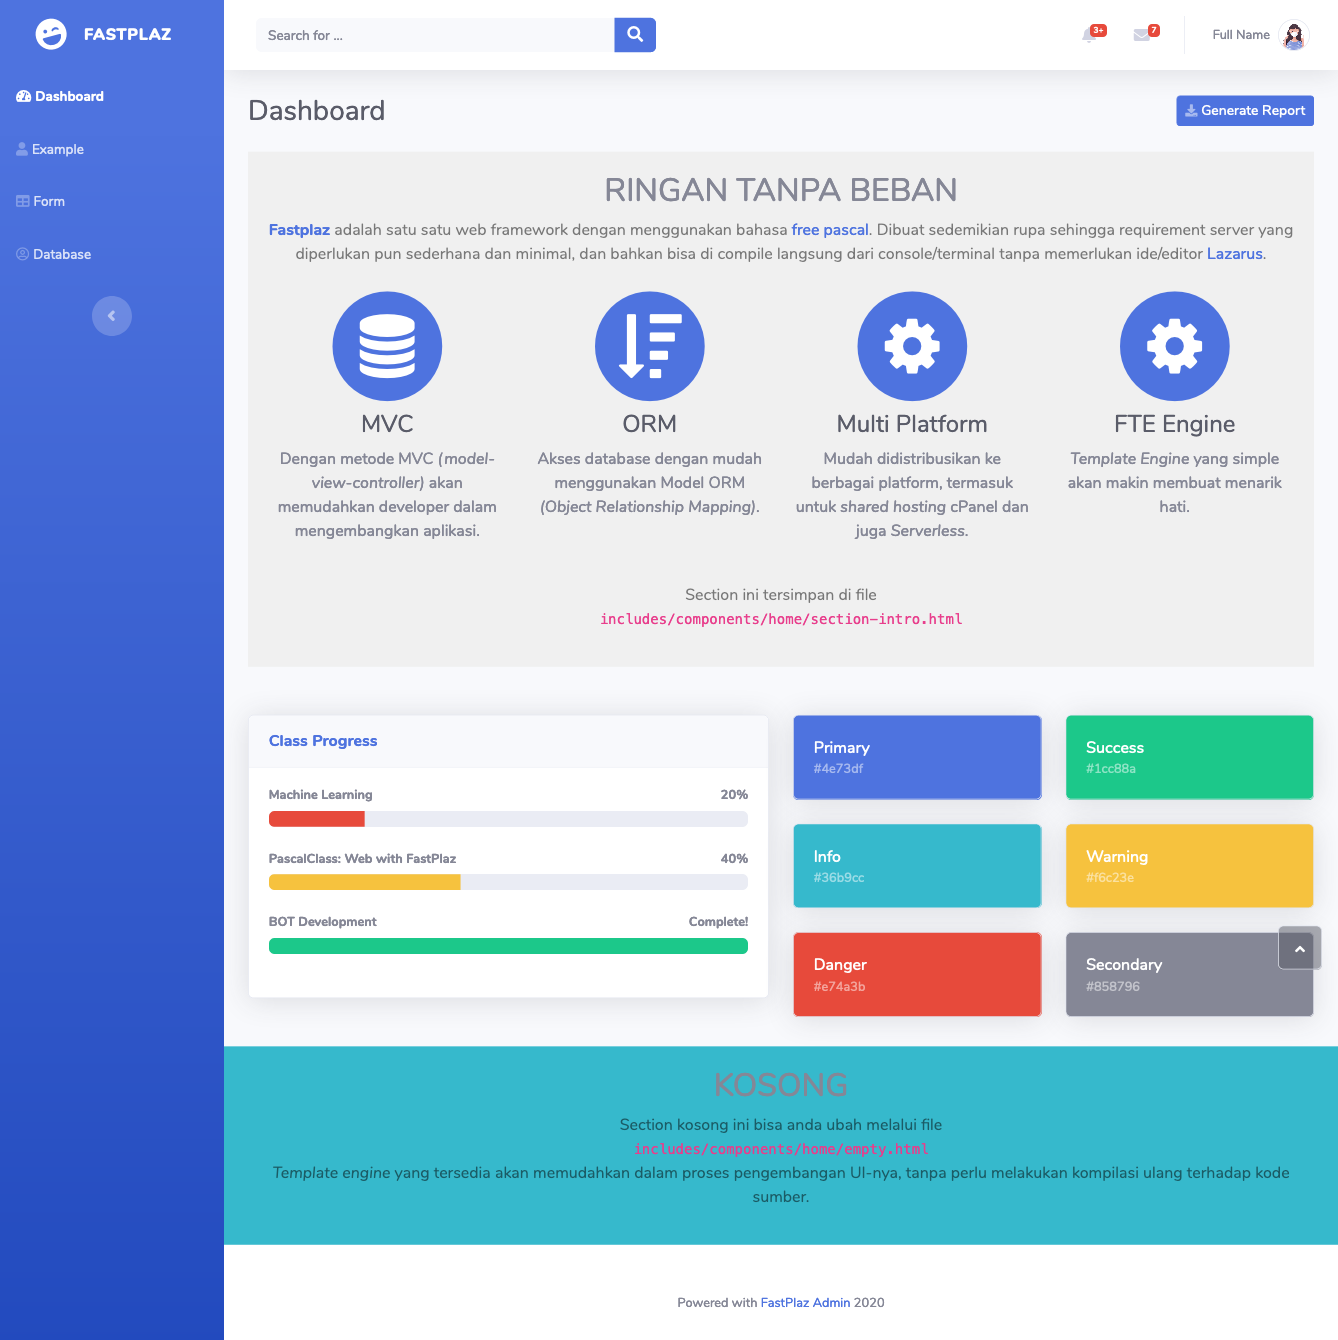 FASTPLAZ
Dashboard
Example
Form
Database
Search for ...
3+
7
Full Name
Dashboard
Generate Report
RINGAN TANPA BEBAN
Fastplaz adalah satu satu web framework dengan menggunakan bahasa free pascal. Dibuat sedemikian rupa sehingga requirement server yang
diperlukan pun sederhana dan minimal, dan bahkan bisa di compile langsung dari console/terminal tanpa memerlukan ide/editor Lazarus.
MVC
Dengan metode MVC (model-
view-controller) akan
memudahkan developer dalam
mengembangkan aplikasi.
ORM
Akses database dengan mudah
menggunakan Model ORM
(Object Relationship Mapping).
Multi Platform
Mudah didistribusikan ke
berbagai platform, termasuk
untuk shared hosting cPanel dan
juga Serverless.
FTE Engine
Template Engine yang simple
akan makin membuat menarik
hati.
Section ini tersimpan di file
includes/components/home/section-intro.html
Class Progress
Machine Learning 20%
PascalClass: Web with FastPlaz 40%
BOT Development Complete!
Primary
#4e73df
Success
#1cc88a
Info
#36b9cc
Warning
#f6c23e
Danger
#e74a3b
Secondary
#858796
KOSONG
Section kosong ini bisa anda ubah melalui file
includes/components/home/empty.html
Template engine yang tersedia akan memudahkan dalam proses pengembangan UI-nya, tanpa perlu melakukan kompilasi ulang terhadap kode
sumber.
Powered with FastPlaz Admin 2020